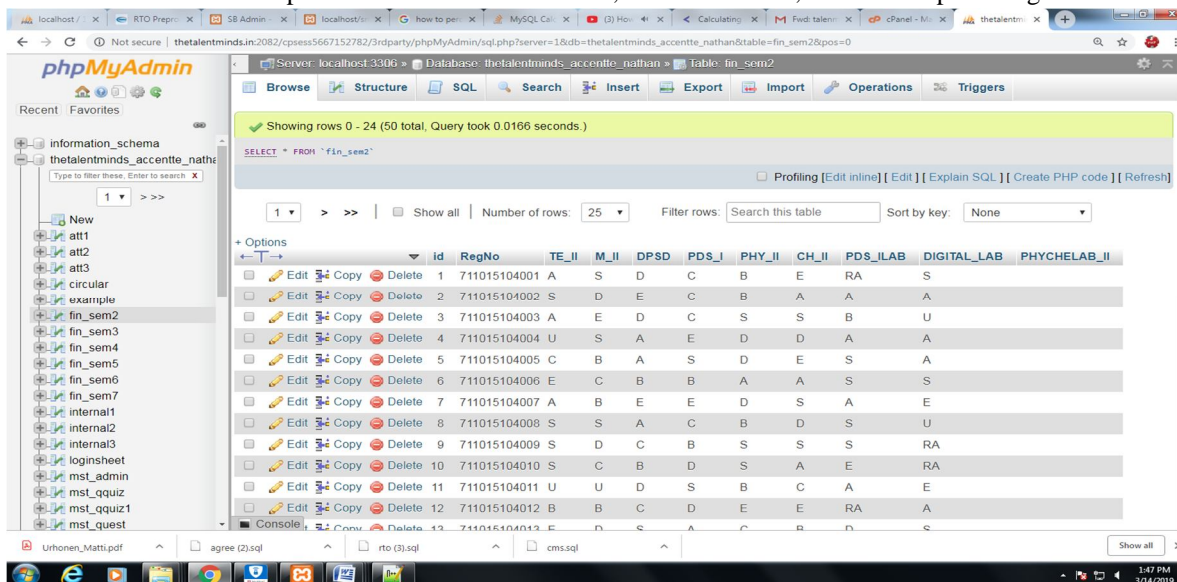 localhost / RTO Prepro SB Admin - localhost/s how to per MySQL Cal (3) Hov Calculating Fwd: talenn cPanel - M thetalentm
Not secure | thetalentminds.in:2082/cpsess5667152782/3rdparty/phpMyAdmin/sql.php?server=1&db=thetalentminds_accentte_nathan&table=fin_sem2&pos=0
phpMyAdmin
Recent Favorites
information_schema
thetalentminds_accentte_natha
Type to filter these, Enter to search X
1 > >>
New
att1
att2
att3
circular
example
fin_sem2
fin_sem3
fin_sem4
fin_sem5
fin_sem6
fin_sem7
internal1
internal2
internal3
loginsheet
mst_admin
mst_qquiz
mst_qquiz1
mst_quest
Server: localhost:3306 » Database: thetalentminds_accentte_nathan » Table: fin_sem2
Browse Structure SQL Search Insert Export Import Operations Triggers
Showing rows 0 - 24 (50 total, Query took 0.0166 seconds.)
SELECT * FROM `fin_sem2`
Profiling [Edit inline] [ Edit ] [ Explain SQL ] [ Create PHP code ] [ Refresh]
1 > >> | Show all | Number of rows: 25 Filter rows: Search this table Sort by key: None
+ Options
←T→ id RegNo TE_II M_II DPSD PDS_I PHY_II CH_II PDS_ILAB DIGITAL_LAB PHYCHELAB_II
Edit Copy Delete 1 711015104001 A S D C B E RA S
Edit Copy Delete 2 711015104002 S D E C B A A A
Edit Copy Delete 3 711015104003 A E D C S S B U
Edit Copy Delete 4 711015104004 U S A E D D A A
Edit Copy Delete 5 711015104005 C B A S D E S A
Edit Copy Delete 6 711015104006 E C B B A A S S
Edit Copy Delete 7 711015104007 A B E E D S A E
Edit Copy Delete 8 711015104008 S S A C B D S U
Edit Copy Delete 9 711015104009 S D C B S S S RA
Edit Copy Delete 10 711015104010 S C B D S A E RA
Edit Copy Delete 11 711015104011 U U D S B C A E
Edit Copy Delete 12 711015104012 B B C D E E RA A
Console Copy Delete 13 711015104013
Urhonen_Matti.pdf agree (2).sql rto (3).sql cms.sql Show all
1:47 PM
3/14/2019